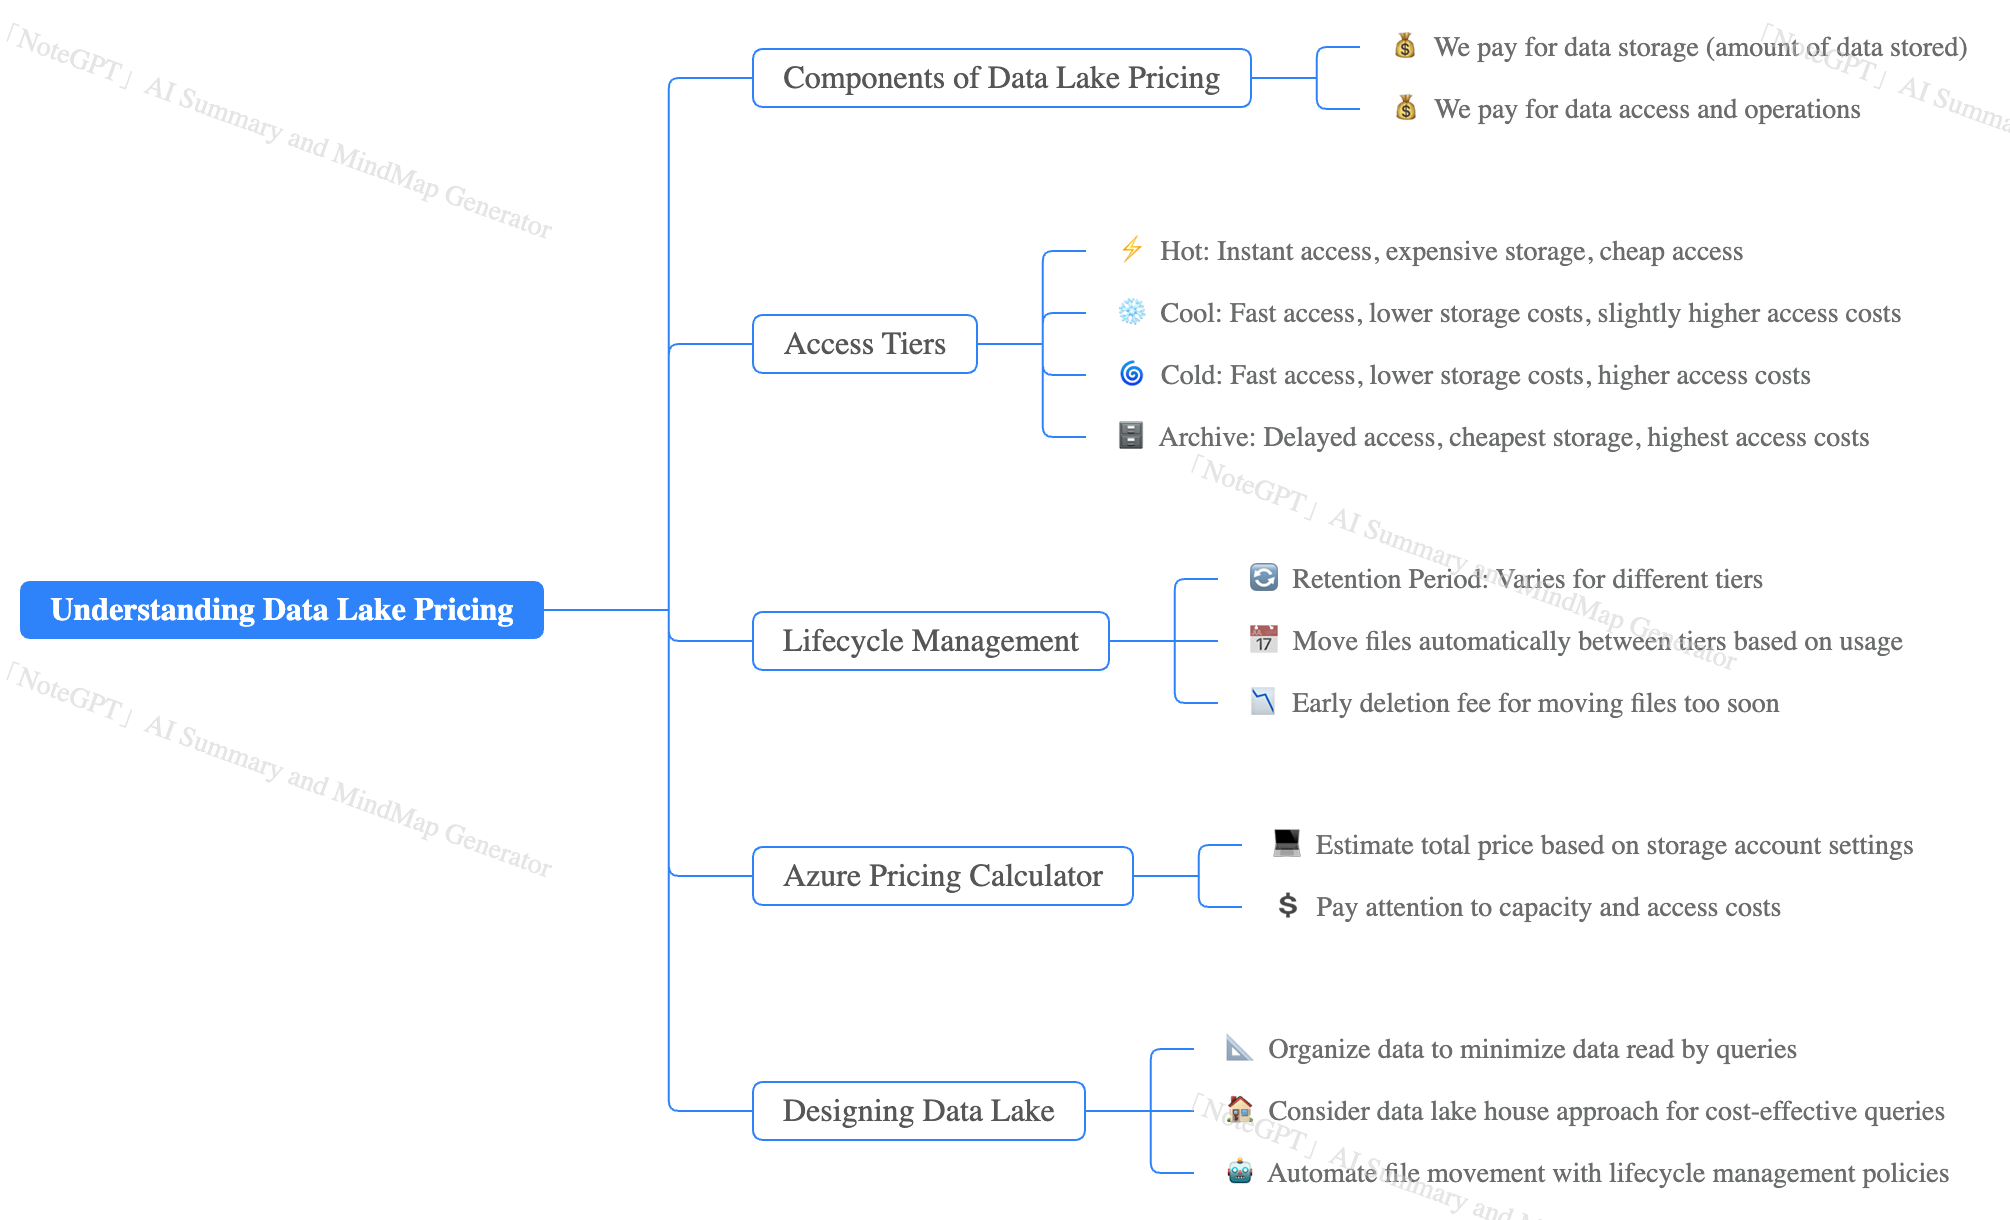 Understanding Data Lake Pricing
Components of Data Lake Pricing
We pay for data storage (amount of data stored)
We pay for data access and operations
Access Tiers
Hot: Instant access, expensive storage, cheap access
Cool: Fast access, lower storage costs, slightly higher access costs
Cold: Fast access, lower storage costs, higher access costs
Archive: Delayed access, cheapest storage, highest access costs
Lifecycle Management
Retention Period: Varies for different tiers
17 Move files automatically between tiers based on usage
Early deletion fee for moving files too soon
Azure Pricing Calculator
Estimate total price based on storage account settings
$ Pay attention to capacity and access costs
Designing Data Lake
Organize data to minimize data read by queries
Consider data lake house approach for cost-effective queries
Automate file movement with lifecycle management policies
「NoteGPT」 AI Summary and MindMap Generator
「NoteGPT」 AI Summa
「NoteGPT」 AI Summary and MindMap Generator
「NoteGPT」 AI Summary and MindMap Generator
「NoteGPT」 AI Summary and M